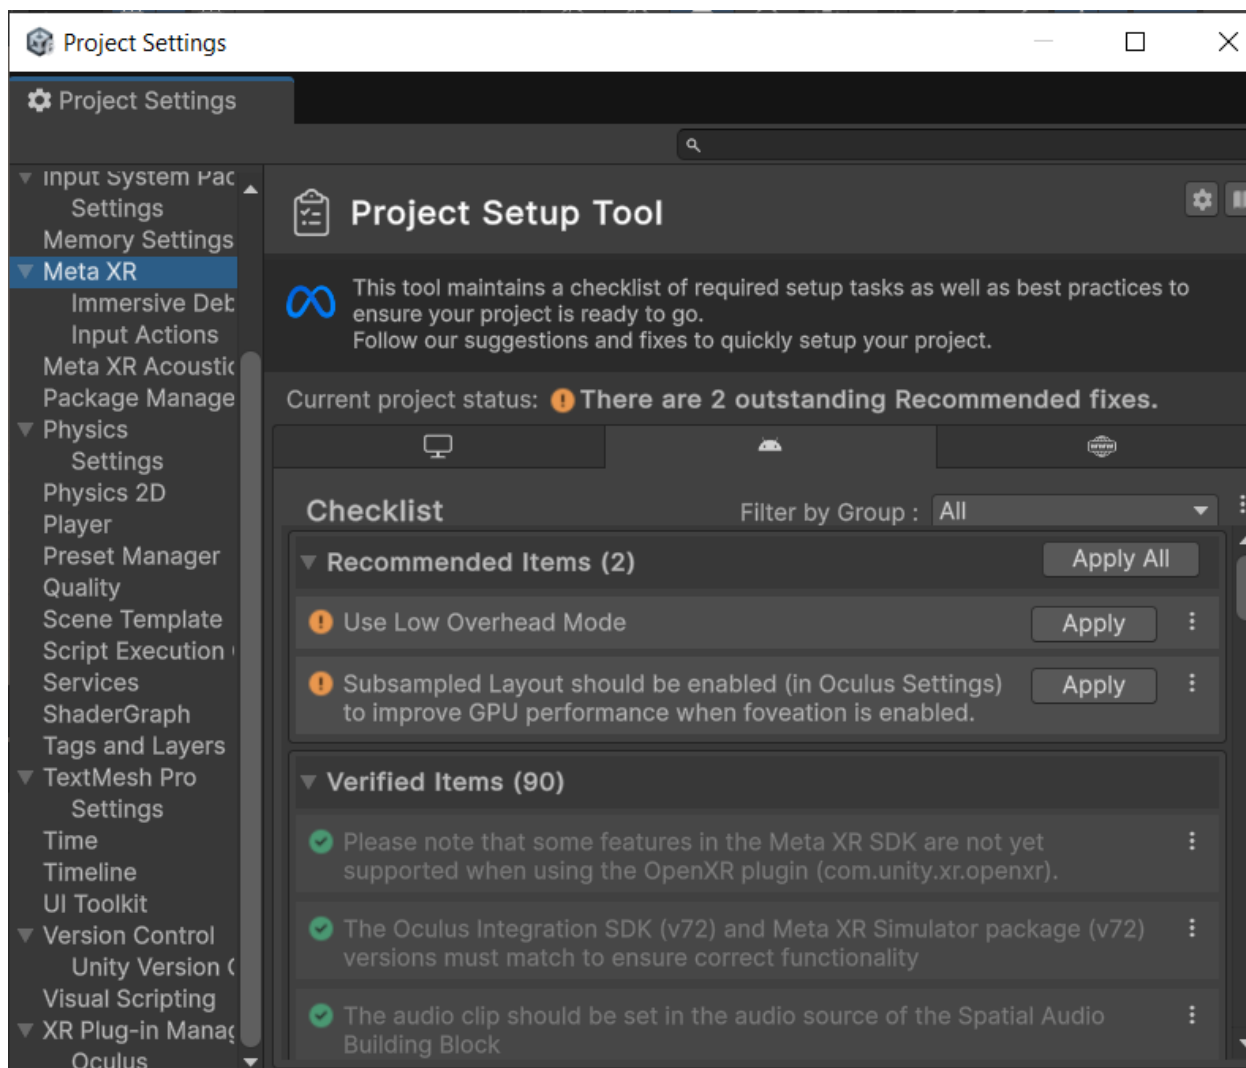 Project Settings
Project Settings
Input System Pac
Settings
Memory Settings
Meta XR
Immersive Deb
Input Actions
Meta XR Acoustic
Package Manage
Physics
Settings
Physics 2D
Player
Preset Manager
Quality
Scene Template
Script Execution
Services
ShaderGraph
Tags and Layers
TextMesh Pro
Settings
Time
Timeline
UI Toolkit
Version Control
Unity Version C
Visual Scripting
XR Plug-in Manag
Oculus
Project Setup Tool
This tool maintains a checklist of required setup tasks as well as best practices to
ensure your project is ready to go.
Follow our suggestions and fixes to quickly setup your project.
Current project status: There are 2 outstanding Recommended fixes.
www
Checklist
Filter by Group : All
Recommended Items (2) Apply All
Use Low Overhead Mode Apply
Subsampled Layout should be enabled (in Oculus Settings) Apply
to improve GPU performance when foveation is enabled.
Verified Items (90)
Please note that some features in the Meta XR SDK are not yet
supported when using the OpenXR plugin (com.unity.xr.openxr).
The Oculus Integration SDK (v72) and Meta XR Simulator package (v72)
versions must match to ensure correct functionality
The audio clip should be set in the audio source of the Spatial Audio
Building Block